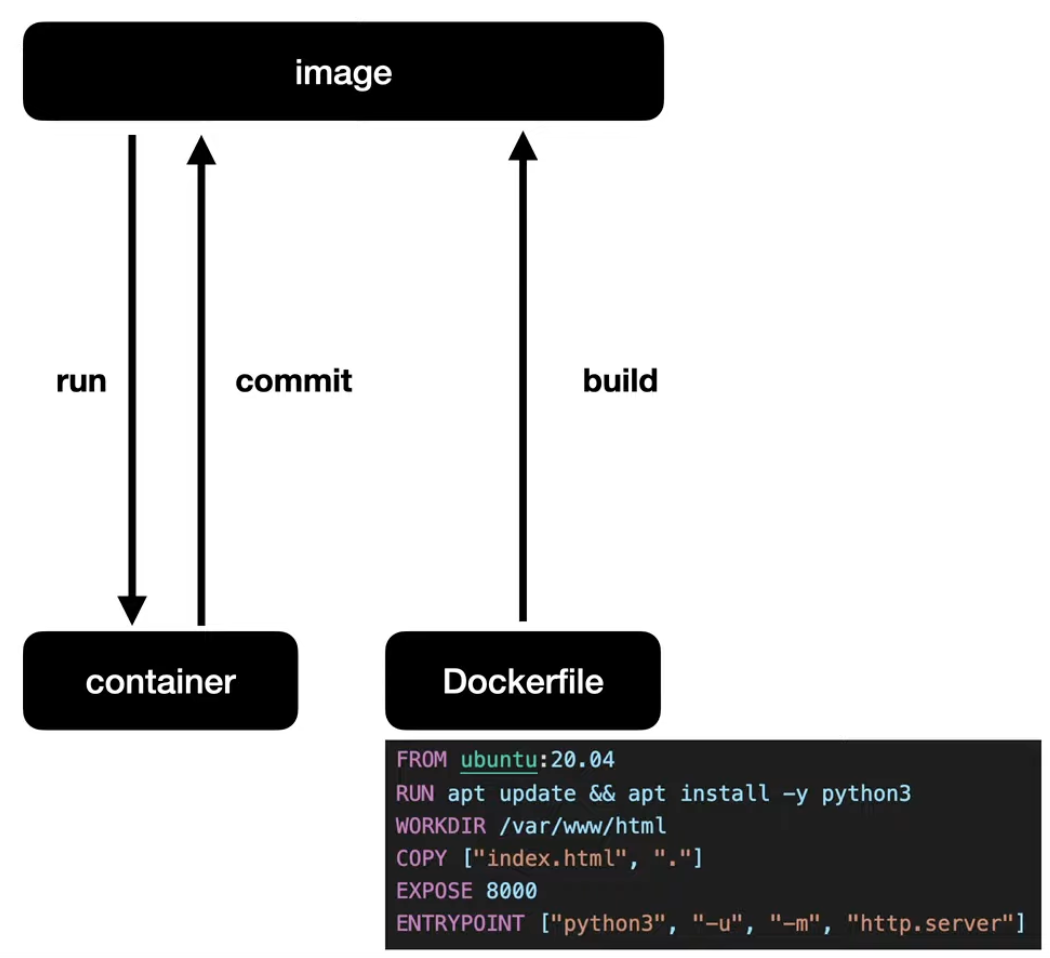 image
run
commit
build
container
Dockerfile
FROM ubuntu:20.04
RUN apt update && apt install -y python3
WORKDIR /var/www/html
COPY ["index.html", "."]
EXPOSE 8000
ENTRYPOINT ["python3", "-u", "-m", "http.server"]